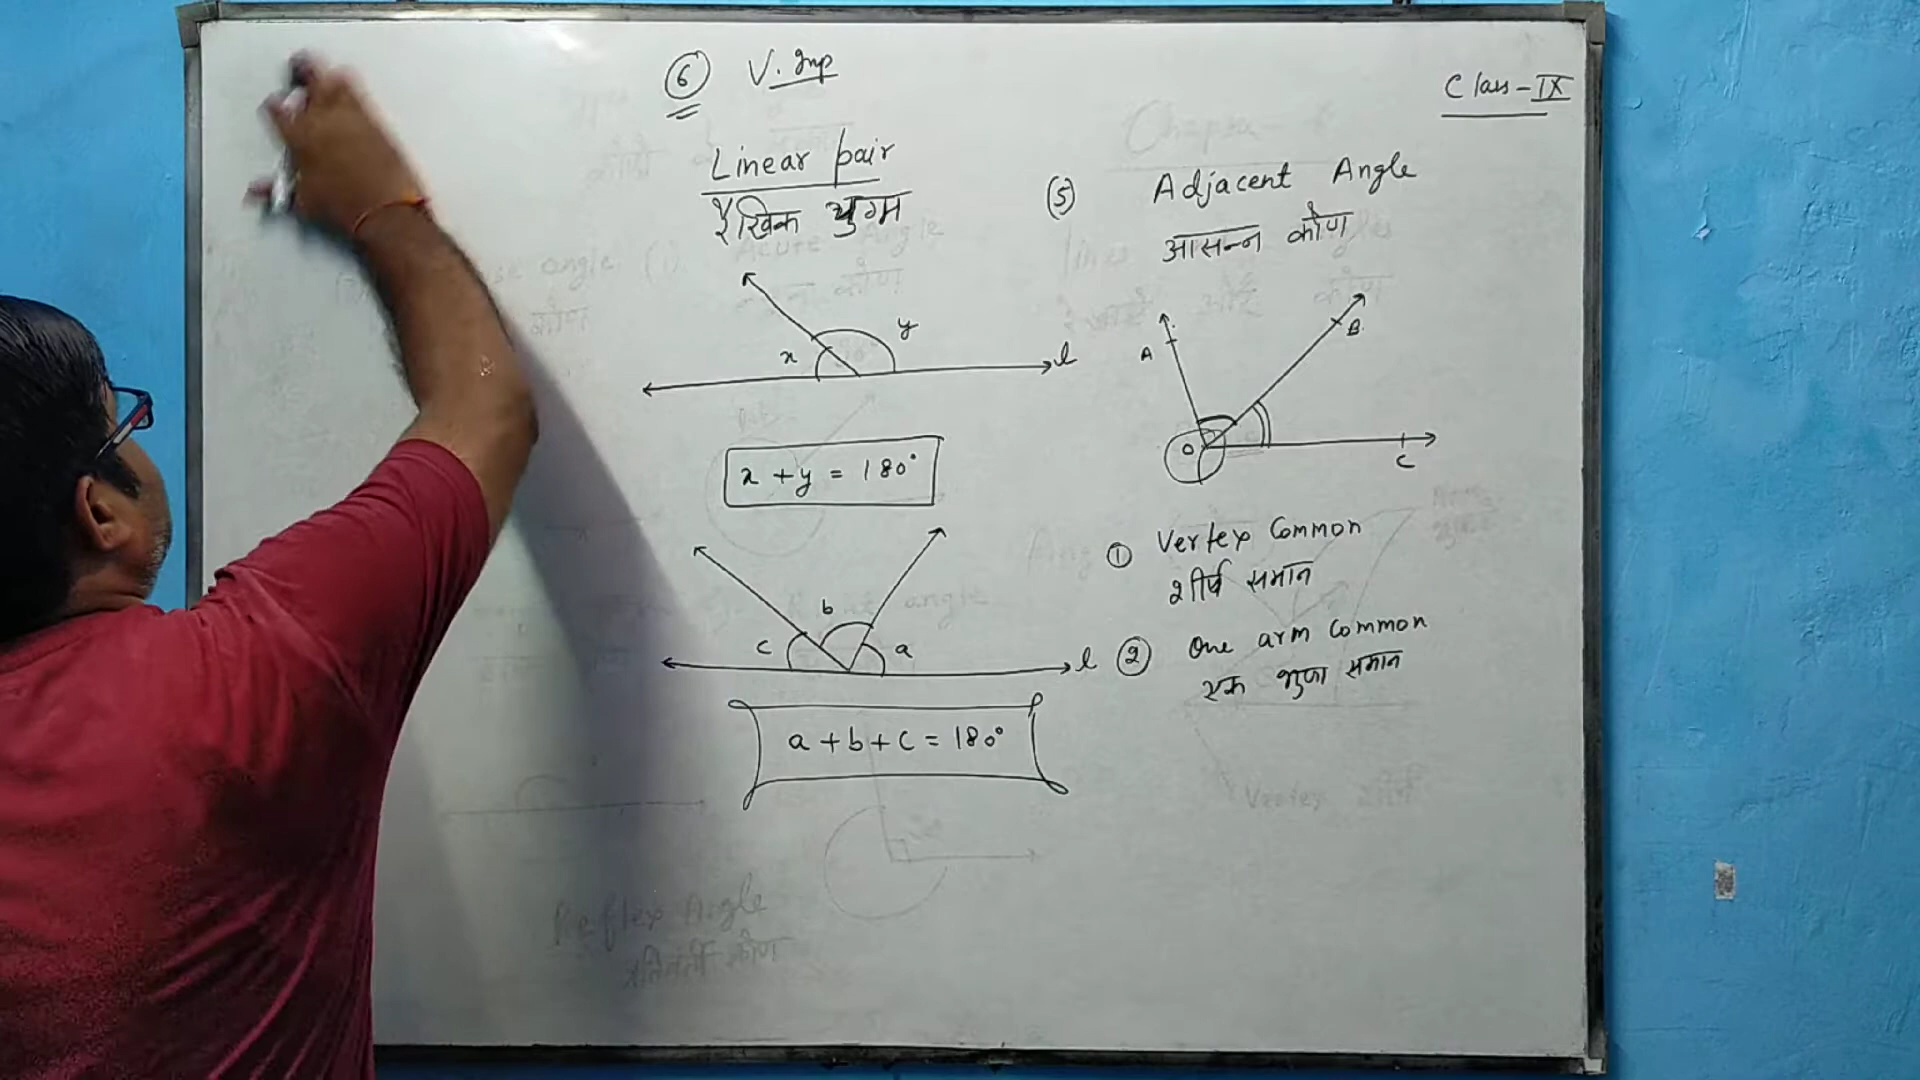 6 V. Imp
Linear pair
रैखिक युग्म
x
y
l
x + y = 180°
c
b
a
l
a + b + c = 180°
Class - IX
(5) Adjacent Angle
आसन्न कोण
A
B
O
C
① Vertex Common
शीर्ष समान
② One arm Common
एक भुजा समान
Reflex Angle
प्रतिवर्ती कोण